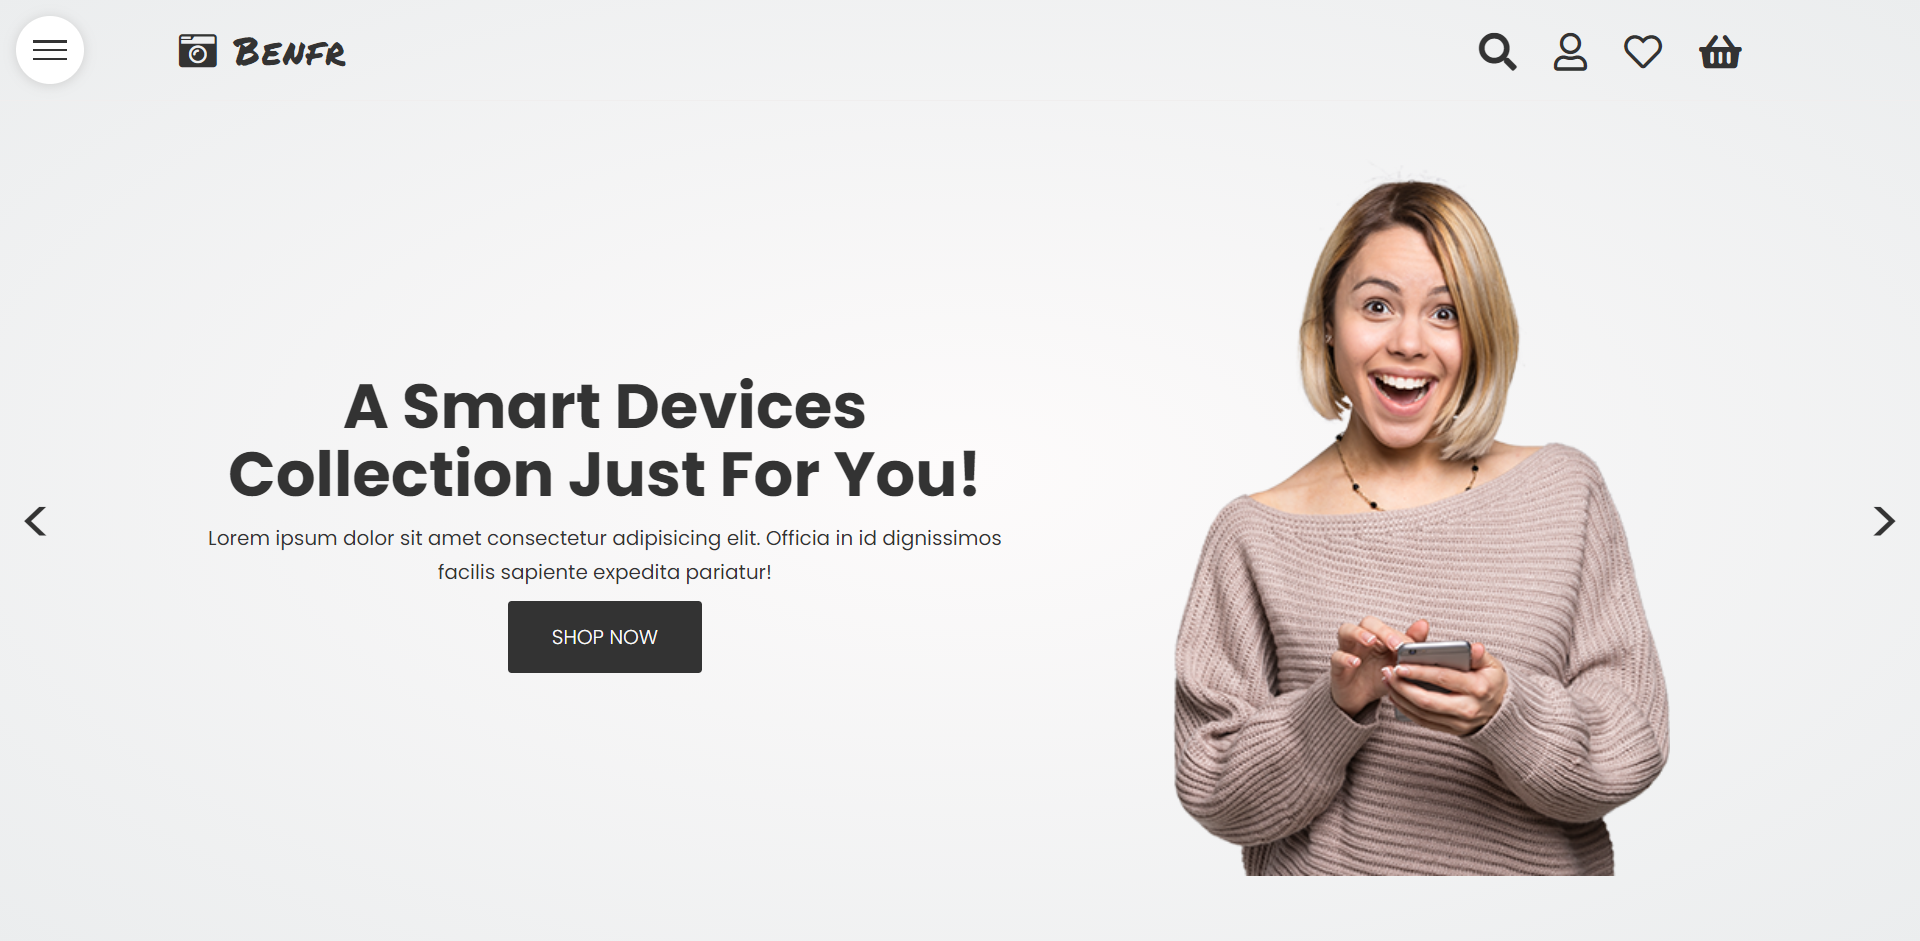 Benfr
A Smart Devices
Collection Just For You!
Lorem ipsum dolor sit amet consectetur adipisicing elit. Officia in id dignissimos
facilis sapiente expedita pariatur!
SHOP NOW